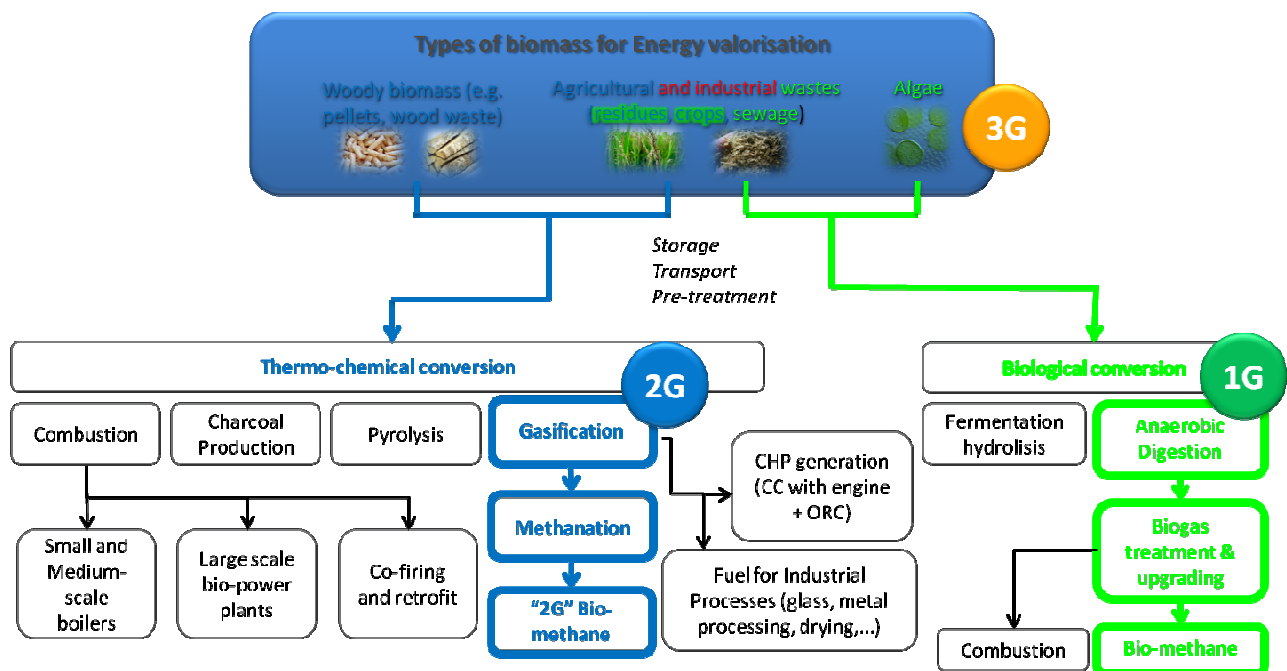 Types of biomass for Energy valorisation
Woody biomass (e.g.
pellets, wood waste)
Agricultural and industrial wastes
(residues, crops, sewage)
Algae
3G
Storage
Transport
Pre-treatment
Thermo-chemical conversion
2G
Biological conversion
1G
Combustion
Charcoal
Production
Pyrolysis
Gasification
Fermentation
hydrolisis
Anaerobic
Digestion
CHP generation
(CC with engine
+ ORC)
Small and
Medium-
scale
boilers
Large scale
bio-power
plants
Co-firing
and retrofit
Methanation
"2G" Bio-
methane
Fuel for Industrial
Processes (glass, metal
processing, drying,...)
Biogas
treatment &
upgrading
Combustion
Bio-methane